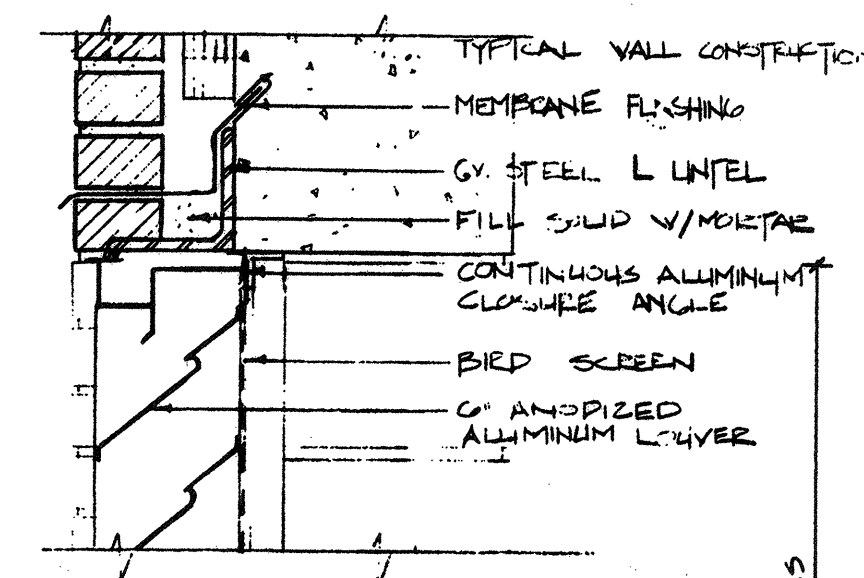 TYPICAL WALL CONSTRUCTIO
MEMBRANE FLASHING
GV. STEEL L LINTEL
FILL SOLID W/MORTAR
CONTINUOUS ALUMINUM
CLOSURE ANGLE
BIRD SCREEN
6" ANODIZED
ALUMINUM LOUVER